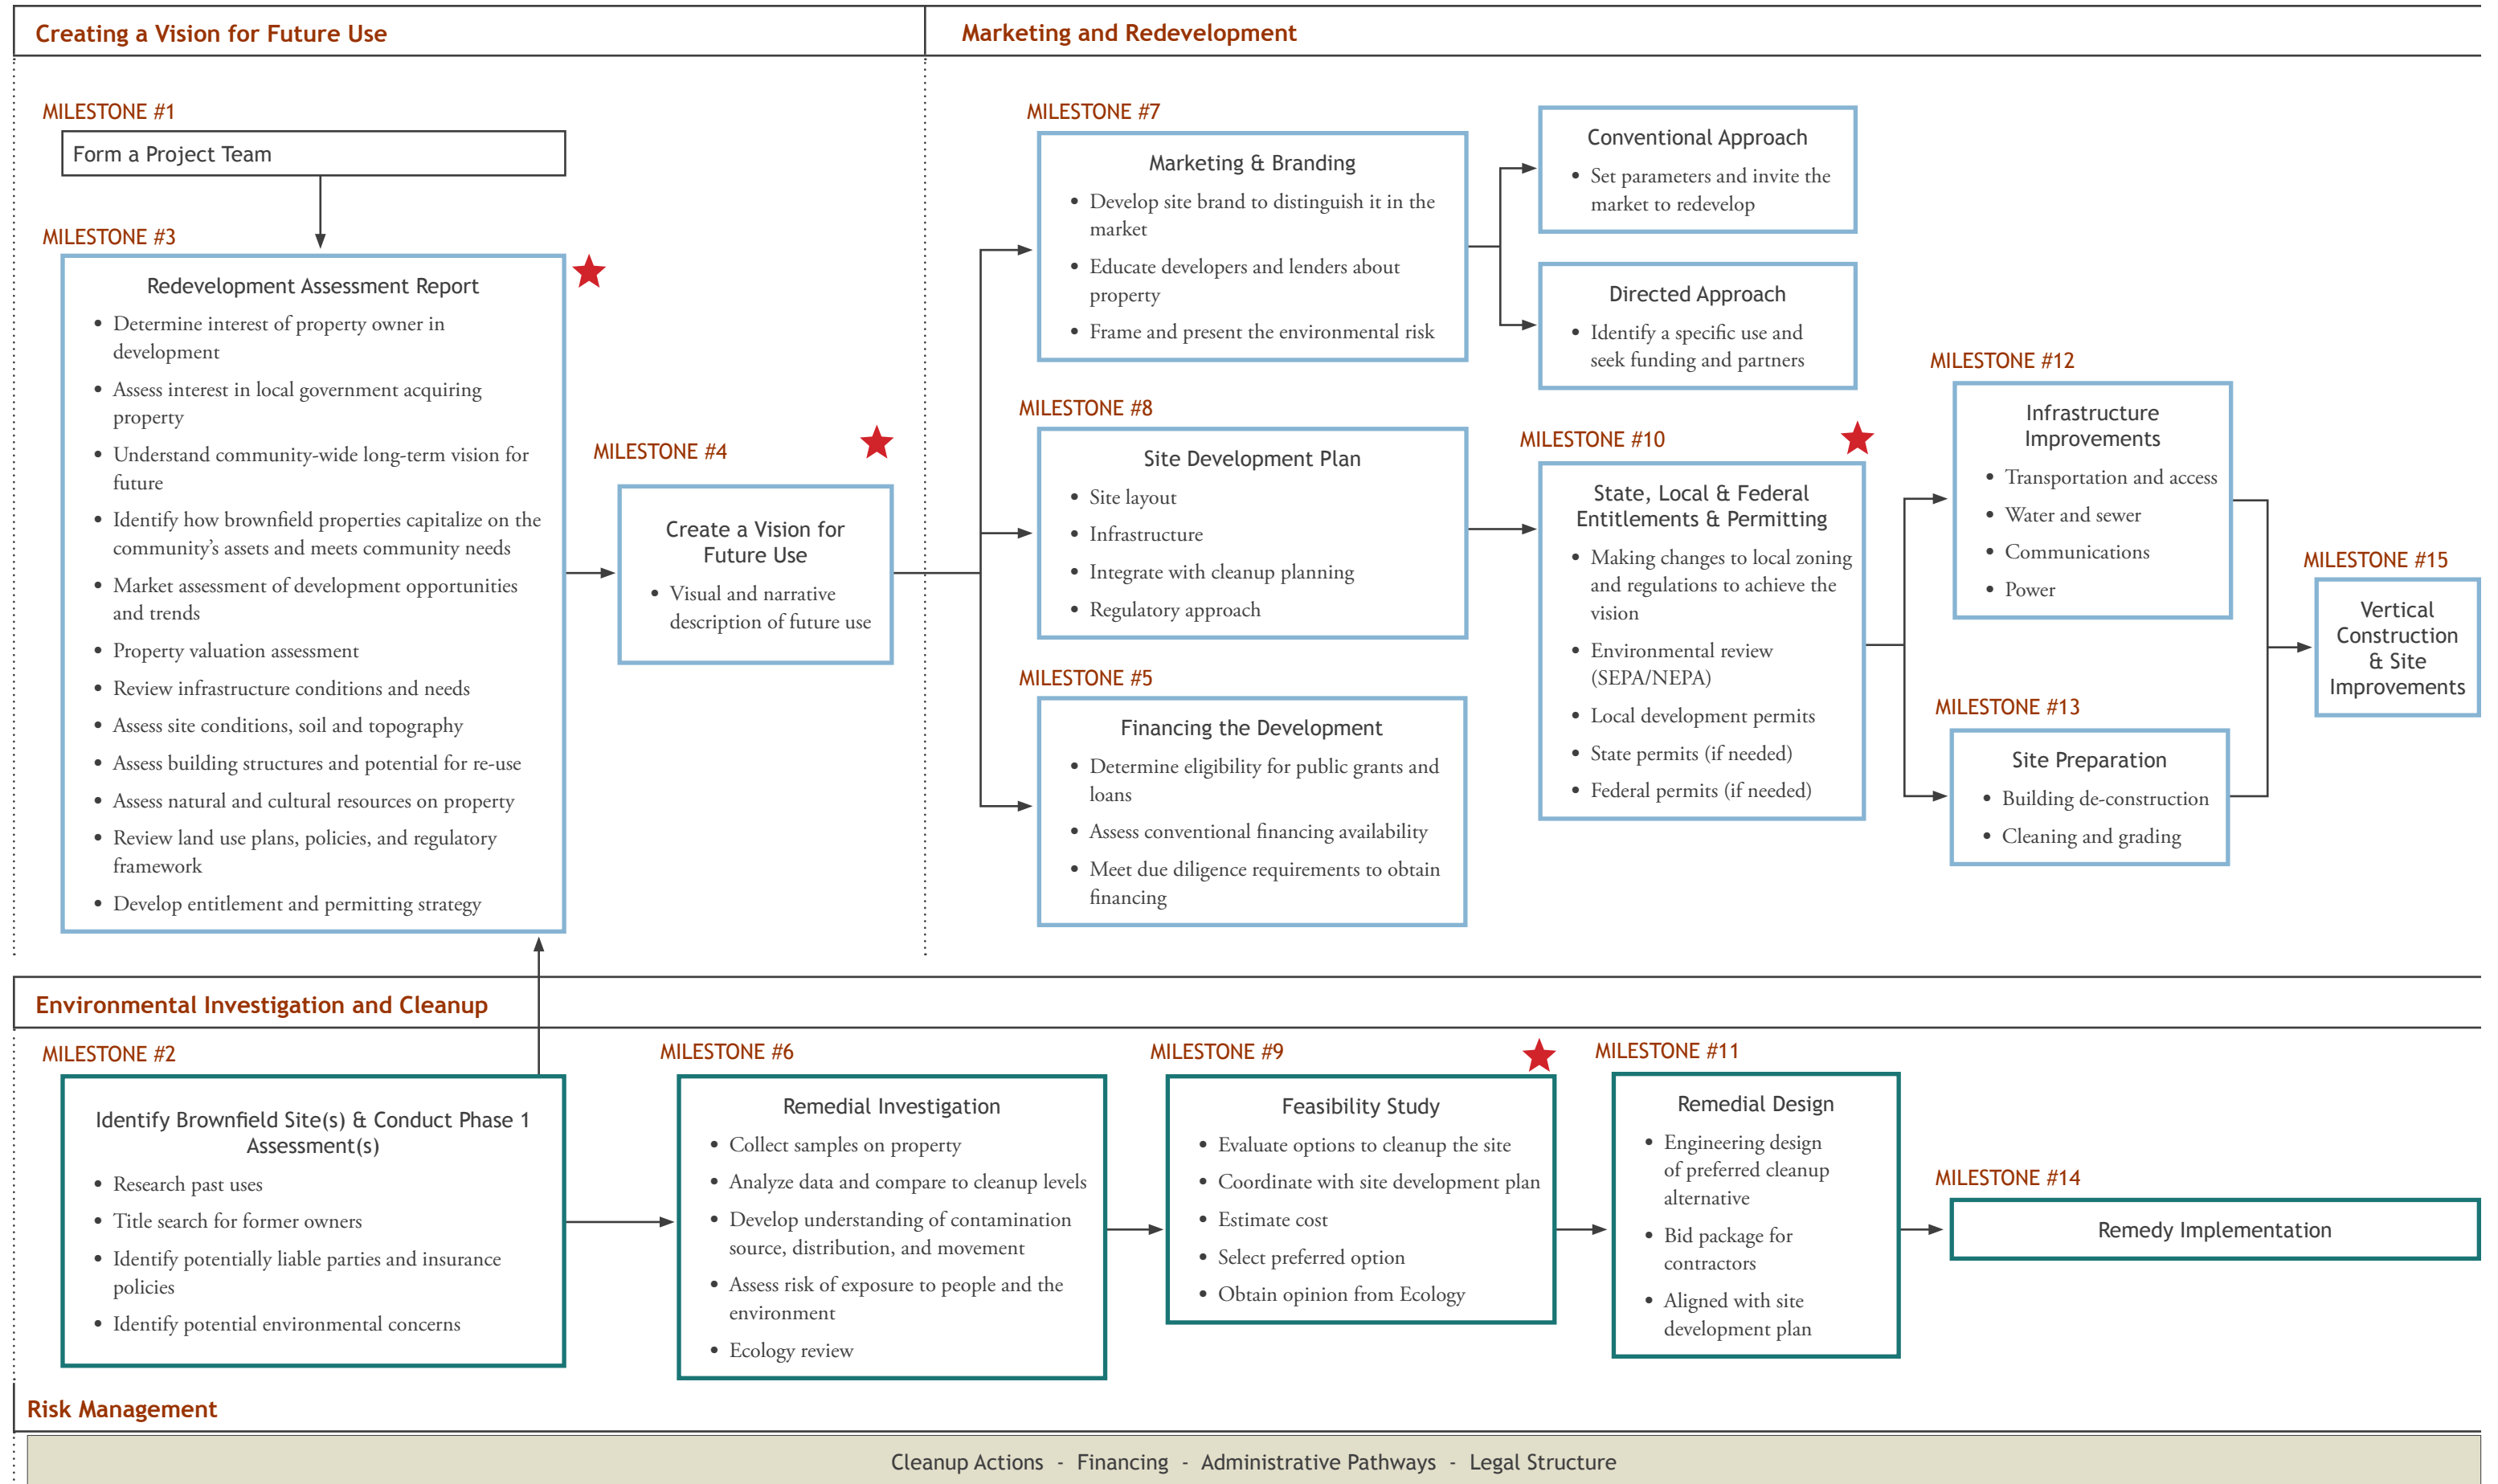 Creating a Vision for Future Use
Marketing and Redevelopment
MILESTONE #1
Form a Project Team
MILESTONE #3
Redevelopment Assessment Report
• Determine interest of property owner in
development
• Assess interest in local government acquiring
property
• Understand community-wide long-term vision for
future
• Identify how brownfield properties capitalize on the
community's assets and meets community needs
• Market assessment of development opportunities
and trends
• Property valuation assessment
• Review infrastructure conditions and needs
• Assess site conditions, soil and topography
• Assess building structures and potential for re-use
• Assess natural and cultural resources on property
• Review land use plans, policies, and regulatory
framework
• Develop entitlement and permitting strategy
MILESTONE #4
Create a Vision for
Future Use
• Visual and narrative
description of future use
MILESTONE #7
Marketing & Branding
• Develop site brand to distinguish it in the
market
• Educate developers and lenders about
property
• Frame and present the environmental risk
Conventional Approach
• Set parameters and invite the
market to redevelop
Directed Approach
• Identify a specific use and
seek funding and partners
MILESTONE #8
Site Development Plan
• Site layout
• Infrastructure
• Integrate with cleanup planning
• Regulatory approach
MILESTONE #5
Financing the Development
• Determine eligibility for public grants and
loans
• Assess conventional financing availability
• Meet due diligence requirements to obtain
financing
MILESTONE #10
State, Local & Federal
Entitlements & Permitting
• Making changes to local zoning
and regulations to achieve the
vision
• Environmental review
(SEPA/NEPA)
• Local development permits
• State permits (if needed)
• Federal permits (if needed)
MILESTONE #12
Infrastructure
Improvements
• Transportation and access
• Water and sewer
• Communications
• Power
MILESTONE #13
Site Preparation
• Building de-construction
• Cleaning and grading
MILESTONE #15
Vertical
Construction
& Site
Improvements
Environmental Investigation and Cleanup
MILESTONE #2
Identify Brownfield Site(s) & Conduct Phase 1
Assessment(s)
• Research past uses
• Title search for former owners
• Identify potentially liable parties and insurance
policies
• Identify potential environmental concerns
MILESTONE #6
Remedial Investigation
• Collect samples on property
• Analyze data and compare to cleanup levels
• Develop understanding of contamination
source, distribution, and movement
• Assess risk of exposure to people and the
environment
• Ecology review
MILESTONE #9
Feasibility Study
• Evaluate options to cleanup the site
• Coordinate with site development plan
• Estimate cost
• Select preferred option
• Obtain opinion from Ecology
MILESTONE #11
Remedial Design
• Engineering design
of preferred cleanup
alternative
• Bid package for
contractors
• Aligned with site
development plan
MILESTONE #14
Remedy Implementation
Risk Management
Cleanup Actions - Financing - Administrative Pathways - Legal Structure